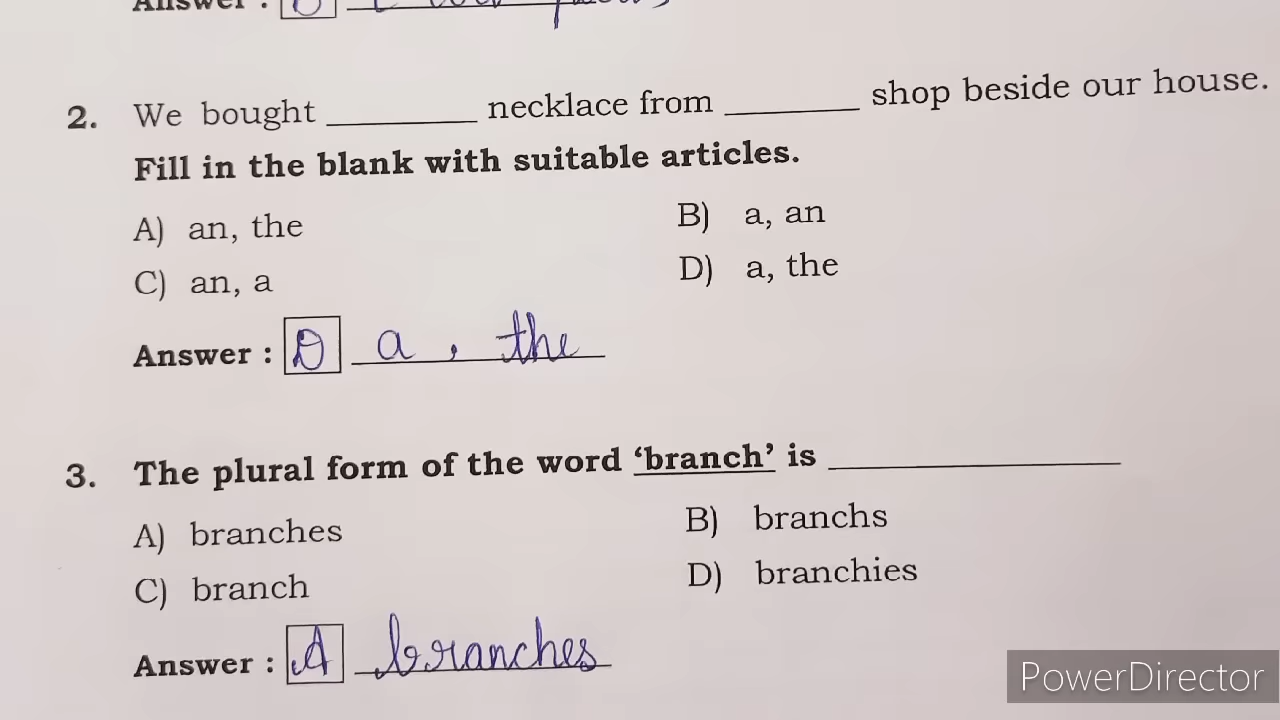 Answer :
2. We bought ________ necklace from _______ shop beside our house.
Fill in the blank with suitable articles.
A) an, the B) a, an
C) an, a D) a, the
Answer : D a , the
3. The plural form of the word ‘branch’ is ________________
A) branches B) branchs
C) branch D) branchies
Answer : A branches
PowerDirector